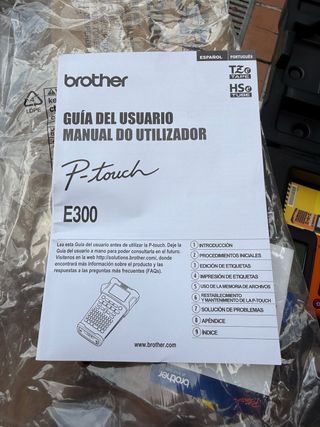 ESPAÑOL
PORTUGUÊS
brother
TZe
TAPE
HSe
TUBE
GUÍA DEL USUARIO
MANUAL DO UTILIZADOR
P-touch
E300
Lea esta Guía del usuario antes de utilizar la P-touch. Deje la
Guía del usuario a mano para poder consultarla en el futuro.
Visítenos en la web http://solutions.brother.com/, donde
encontrará más información sobre el producto y las
respuestas a las preguntas más frecuentes (FAQs).
1 INTRODUCCIÓN
2 PROCEDIMIENTOS INICIALES
3 EDICIÓN DE ETIQUETAS
4 IMPRESIÓN DE ETIQUETAS
5 USO DE LA MEMORIA DE ARCHIVOS
6 RESTABLECIMIENTO
Y MANTENIMIENTO DE LA P-TOUCH
7 SOLUCIÓN DE PROBLEMAS
8 APÉNDICE
9 ÍNDICE
www.brother.com
LDPE
brother